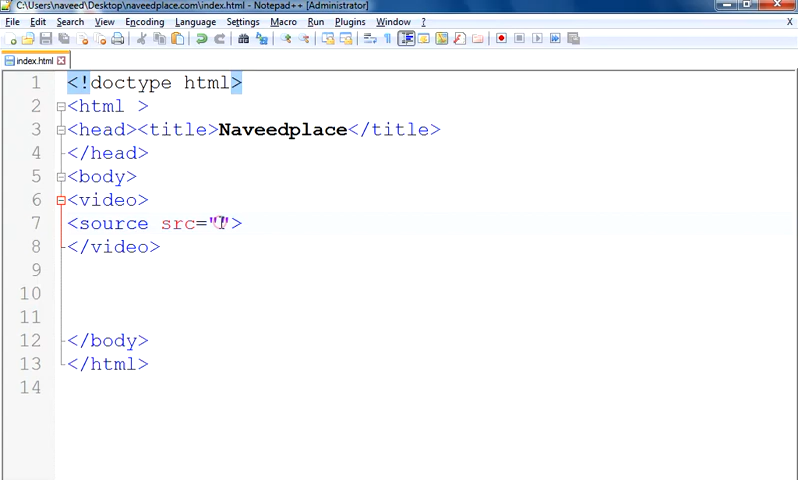 C:\Users\naveed\Desktop\naveedplace.com\index.html - Notepad++ [Administrator]
File Edit Search View Encoding Language Settings Macro Run Plugins Window ?
index.html
1 <!doctype html>
2 <html >
3 <head><title>Naveedplace</title>
4 </head>
5 <body>
6 <video>
7 <source src="">
8 </video>
9
10
11
12 </body>
13 </html>
14